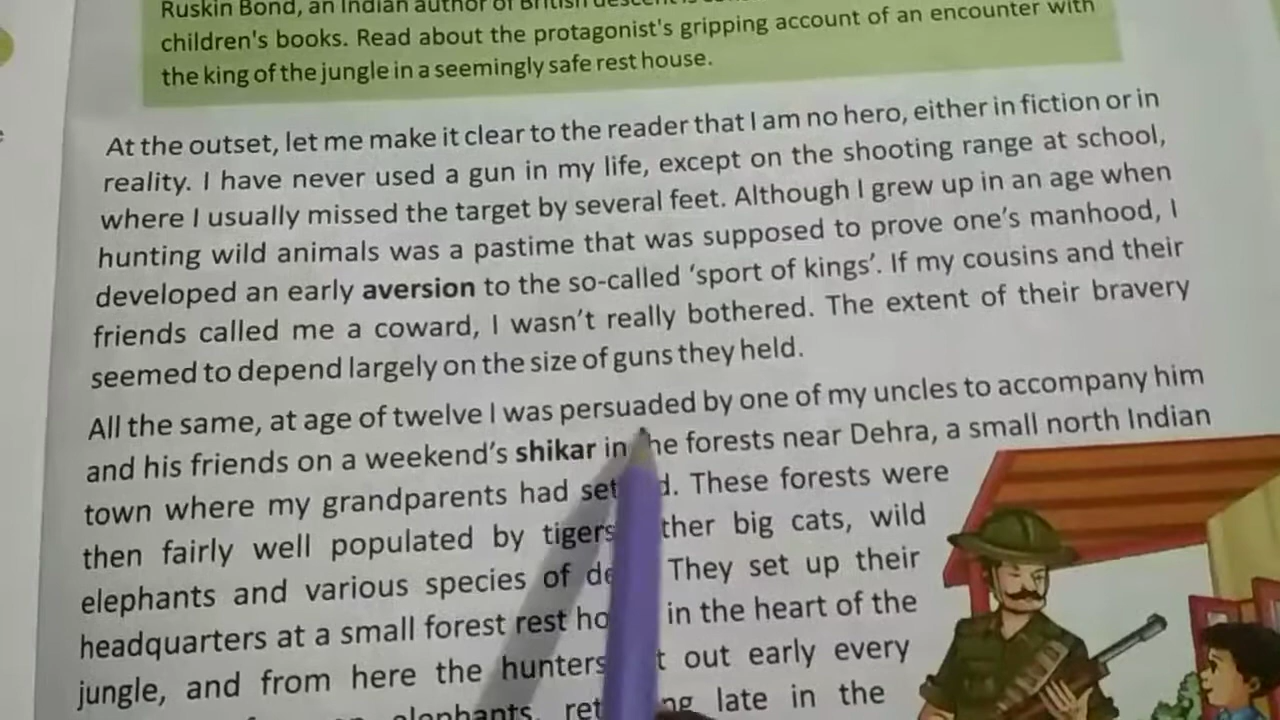 Ruskin Bond, an Indian author of British descent is
children's books. Read about the protagonist's gripping account of an encounter with
the king of the jungle in a seemingly safe rest house.
At the outset, let me make it clear to the reader that I am no hero, either in fiction or in
reality. I have never used a gun in my life, except on the shooting range at school,
where I usually missed the target by several feet. Although I grew up in an age when
hunting wild animals was a pastime that was supposed to prove one's manhood, I
developed an early aversion to the so-called 'sport of kings'. If my cousins and their
friends called me a coward, I wasn't really bothered. The extent of their bravery
seemed to depend largely on the size of guns they held.
All the same, at age of twelve I was persuaded by one of my uncles to accompany him
and his friends on a weekend's shikar in the forests near Dehra, a small north Indian
town where my grandparents had settled. These forests were
then fairly well populated by tigers, other big cats, wild
elephants and various species of deer. They set up their
headquarters at a small forest rest house in the heart of the
jungle, and from here the hunters set out early every
elephants, returning late in the